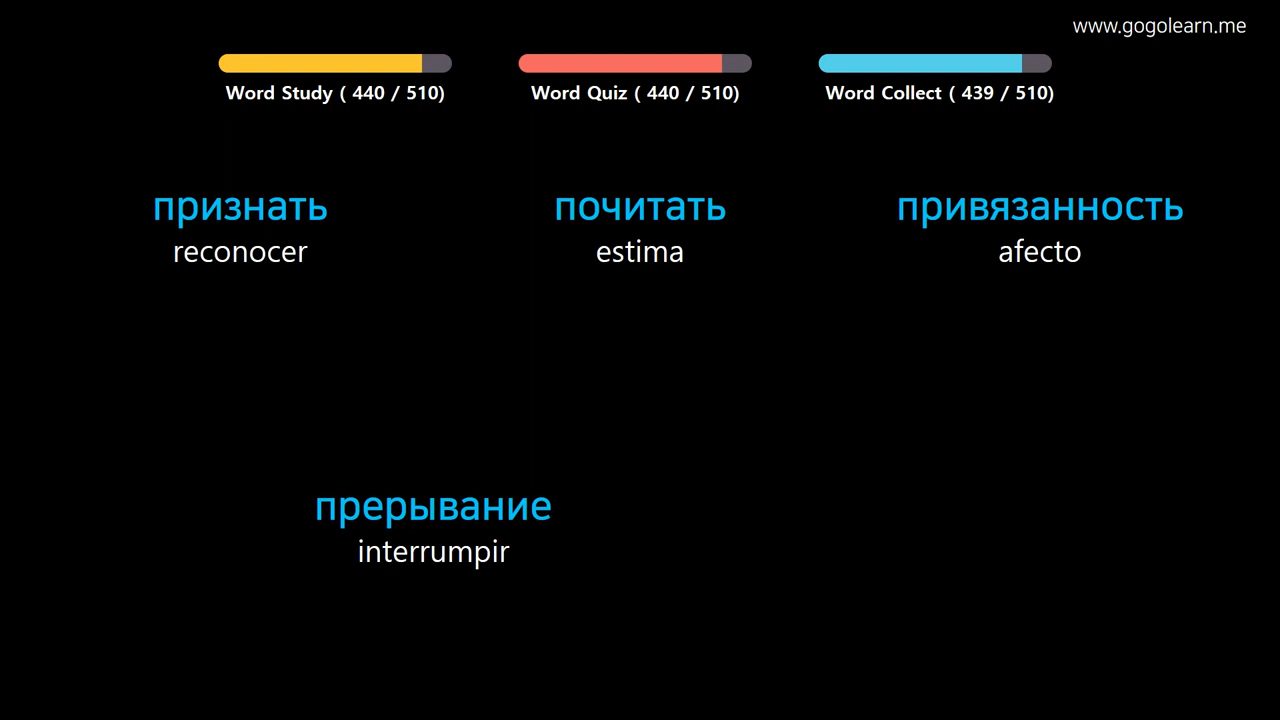 www.gogolearn.me
Word Study ( 440 / 510)
Word Quiz ( 440 / 510)
Word Collect ( 439 / 510)
признать
reconocer
почитать
estima
привязанность
afecto
прерывание
interrumpir